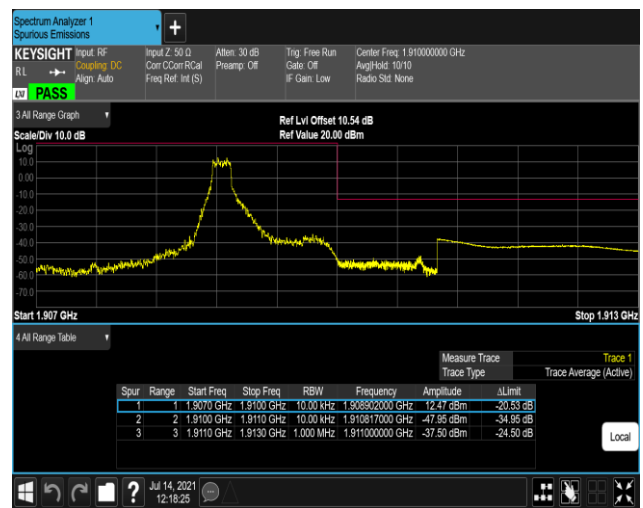 Spectrum Analyzer 1
Spurious Emissions
+
KEYSIGHT Input: RF Input Z: 50 Ω Atten: 30 dB Trig: Free Run Center Freq: 1.910000000 GHz
RL Coupling: DC Corr CCorr RCal Preamp: Off Gate: Off Avg|Hold: 10/10
Align: Auto Freq Ref: Int (S) IF Gain: Low Radio Std: None
LXI PASS
3 All Range Graph
Ref Lvl Offset 10.54 dB
Scale/Div 10.0 dB Ref Value 20.00 dBm
Log
10.0
0.00
-10.0
-20.0
-30.0
-40.0
-50.0
-60.0
-70.0
Start 1.907 GHz Stop 1.913 GHz
4 All Range Table
Measure Trace Trace 1
Trace Type Trace Average (Active)
Spur Range Start Freq Stop Freq RBW Frequency Amplitude ΔLimit
1 1 1.9070 GHz 1.9100 GHz 10.00 kHz 1.908902000 GHz 12.47 dBm -20.53 dB
2 2 1.9100 GHz 1.9110 GHz 10.00 kHz 1.910817000 GHz -47.95 dBm -34.95 dB
3 3 1.9110 GHz 1.9130 GHz 1.000 MHz 1.911000000 GHz -37.50 dBm -24.50 dB
Local
? Jul 14, 2021
12:18:25